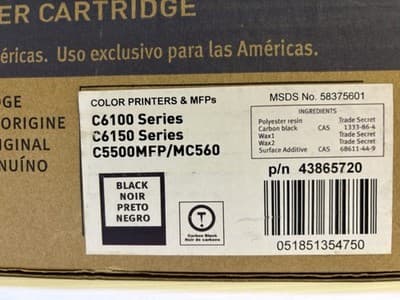 ER CARTRIDGE
éricas. Uso exclusivo para las Américas.
DGE
ORIGINE
IGINAL
NUÍNO
COLOR PRINTERS & MFPs
C6100 Series
C6150 Series
C5500MFP/MC560
BLACK
NOIR
PRETO
NEGRO
T
Carbon Black
Noir de carbone
MSDS No. 58375601
INGREDIENTS
Polyester resin Trade Secret
Carbon black CAS 1333-86-4
Wax1 Trade Secret
Wax2 Trade Secret
Surface Additive CAS 68611-44-9
p/n 43865720
051851354750